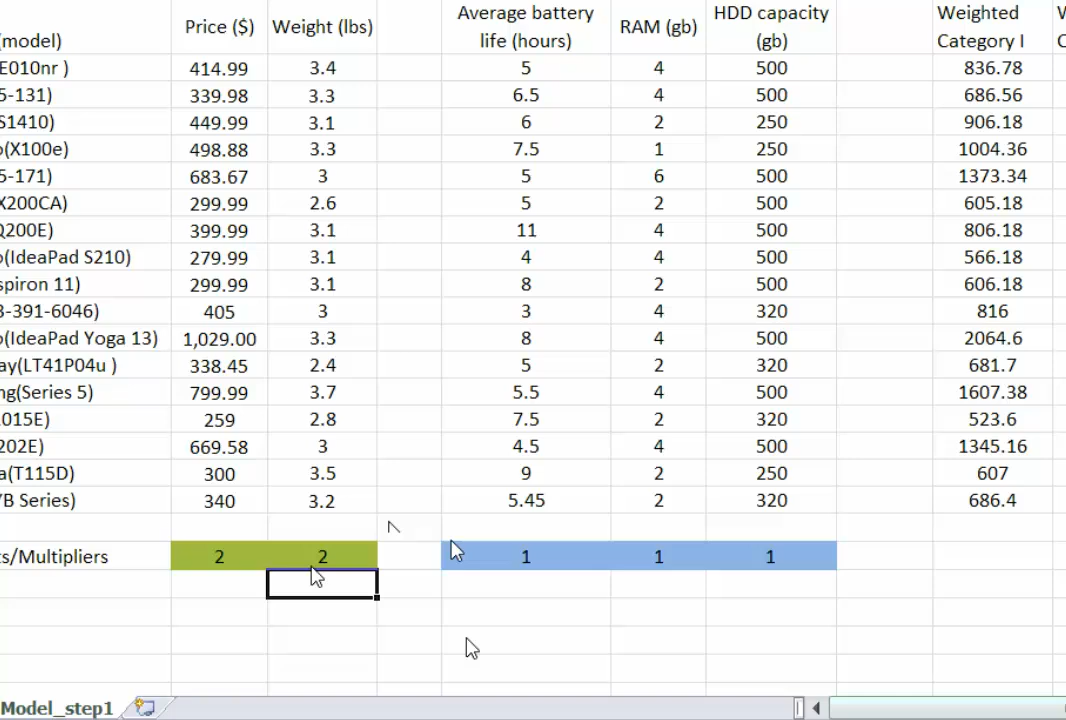 (model) Price ($) Weight (lbs) Average battery life (hours) RAM (gb) HDD capacity (gb) Weighted Category I
E010nr ) 414.99 3.4 5 4 500 836.78
5-131) 339.98 3.3 6.5 4 500 686.56
S1410) 449.99 3.1 6 2 250 906.18
o(X100e) 498.88 3.3 7.5 1 250 1004.36
5-171) 683.67 3 5 6 500 1373.34
X200CA) 299.99 2.6 5 2 500 605.18
Q200E) 399.99 3.1 11 4 500 806.18
o(IdeaPad S210) 279.99 3.1 4 4 500 566.18
spiron 11) 299.99 3.1 8 2 500 606.18
3-391-6046) 405 3 3 4 320 816
o(IdeaPad Yoga 13) 1,029.00 3.3 8 4 500 2064.6
ay(LT41P04u ) 338.45 2.4 5 2 320 681.7
ng(Series 5) 799.99 3.7 5.5 4 500 1607.38
1015E) 259 2.8 7.5 2 320 523.6
202E) 669.58 3 4.5 4 500 1345.16
a(T115D) 300 3.5 9 2 250 607
/B Series) 340 3.2 5.45 2 320 686.4
ts/Multipliers 2 2 1 1 1
Model_step1